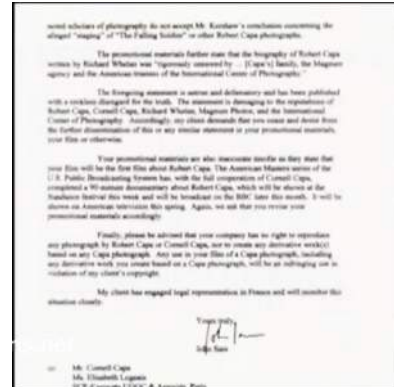 noted scholars of photography do not accept Mr. Kershaw's conclusion concerning the
alleged "staging" of "The Falling Soldier" or other Robert Capa photographs.
The promotional materials further state that the biography of Robert Capa
written by Richard Whelan was "rigorously censored by ... [Capa's] family, the Magnum
agency and the American trustees of the International Center of Photography."
The foregoing statement is untrue and defamatory and has been published
with a reckless disregard for the truth. The statement is damaging to the reputations of
Robert Capa, Cornell Capa, Richard Whelan, Magnum Photos, and the International
Center of Photography. Accordingly, my client demands that you cease and desist from
the further dissemination of this or any similar statement in your promotional materials,
your film or otherwise.
Your promotional materials are also inaccurate insofar as they state that
your film will be the first film about Robert Capa. The American Masters series of the
U.S. Public Broadcasting System has, with the full cooperation of Cornell Capa,
completed a 90-minute documentary about Robert Capa, which will be shown at the
Sundance festival this week and will be broadcast on the BBC later this month. It will be
shown on American television this spring. Again, we ask that you revise your
promotional materials accordingly.
Finally, please be advised that your company has no right to reproduce
any photograph by Robert Capa or Cornell Capa, nor to create any derivative work(s)
based on any Capa photograph. Any use in your film of a Capa photograph, including
any derivative work you create based on a Capa photograph, will be an infringing use in
violation of my client's copyright.
My client has engaged legal representation in France and will monitor this
situation closely.
Yours truly,
John
cc: Mr. Cornell Capa
Ms. Elisabeth
& Associés, Paris